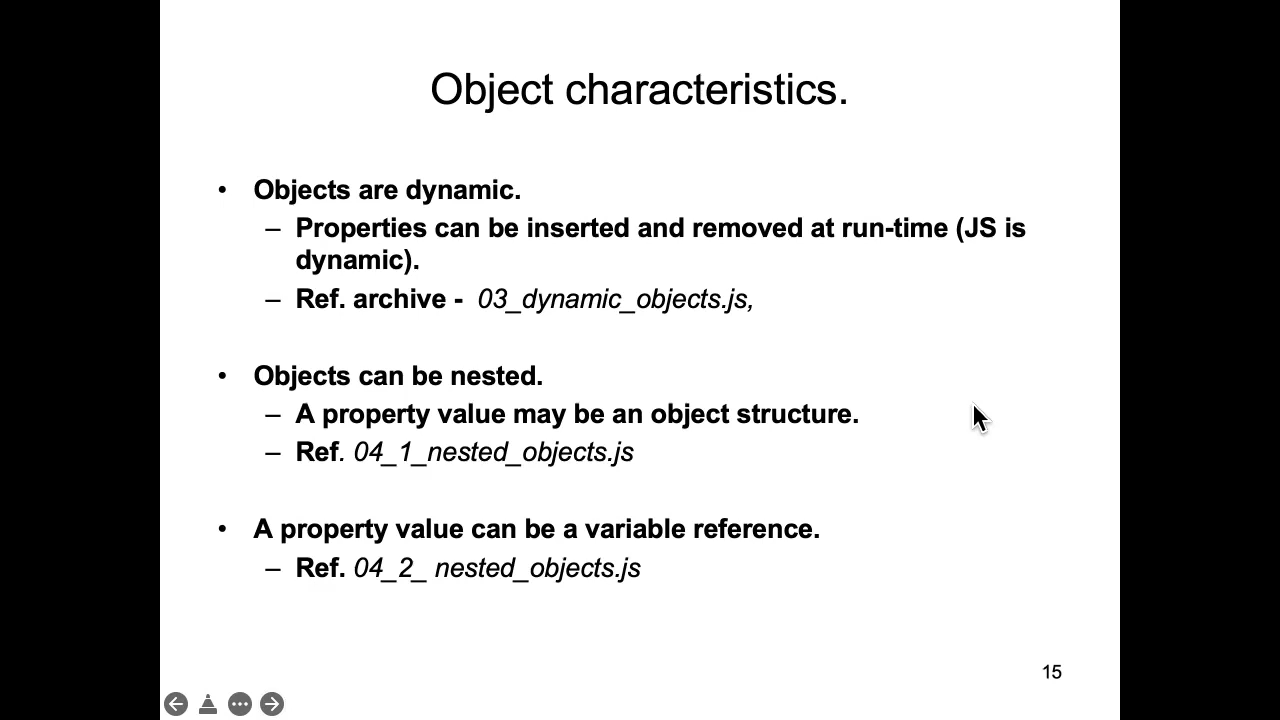 Object characteristics.
• Objects are dynamic.
– Properties can be inserted and removed at run-time (JS is
dynamic).
– Ref. archive - 03_dynamic_objects.js,
• Objects can be nested.
– A property value may be an object structure.
– Ref. 04_1_nested_objects.js
• A property value can be a variable reference.
– Ref. 04_2_ nested_objects.js
15